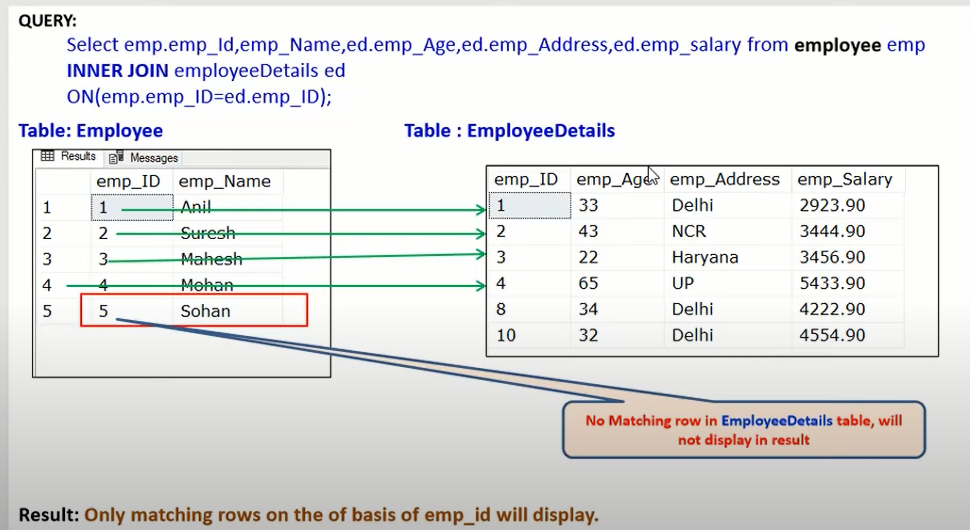 QUERY:
Select emp.emp_Id,emp_Name,ed.emp_Age,ed.emp_Address,ed.emp_salary from employee emp
INNER JOIN employeeDetails ed
ON(emp.emp_ID=ed.emp_ID);
Table: Employee
Results Messages
emp_ID emp_Name
1 1 Anil
2 2 Suresh
3 3 Mahesh
4 4 Mohan
5 5 Sohan
Table : EmployeeDetails
emp_ID emp_Age emp_Address emp_Salary
1 33 Delhi 2923.90
2 43 NCR 3444.90
3 22 Haryana 3456.90
4 65 UP 5433.90
8 34 Delhi 4222.90
10 32 Delhi 4554.90
No Matching row in EmployeeDetails table, will
not display in result
Result: Only matching rows on the of basis of emp_id will display.